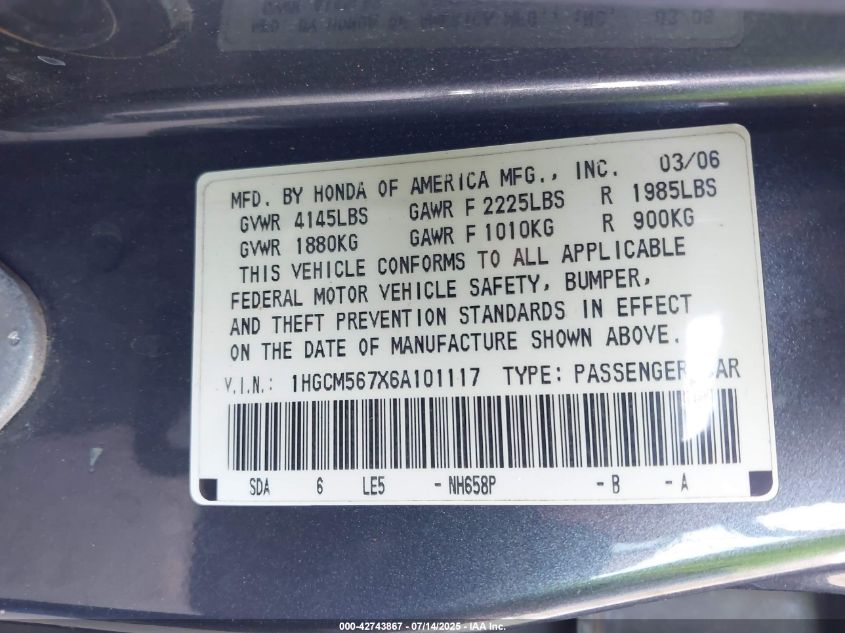 MFD. BY HONDA OF AMERICA MFG., INC. 03/06
GVWR 4145LBS GAWR F 2225LBS R 1985LBS
GVWR 1880KG GAWR F 1010KG R 900KG
THIS VEHICLE CONFORMS TO ALL APPLICABLE
FEDERAL MOTOR VEHICLE SAFETY, BUMPER,
AND THEFT PREVENTION STANDARDS IN EFFECT
ON THE DATE OF MANUFACTURE SHOWN ABOVE.
V.I.N.: 1HGCM567X6A101117 TYPE: PASSENGER CAR
SDA 6 LE5 -NH658P -B -A
000-42743867 - 07/14/2025 - IAA Inc.